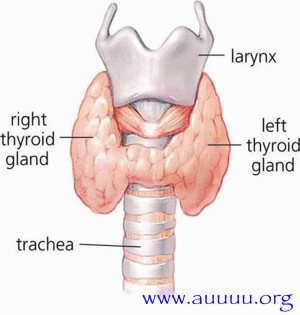 larynx
right
thyroid
gland
left
thyroid
gland
trachea
www.auuuu.org